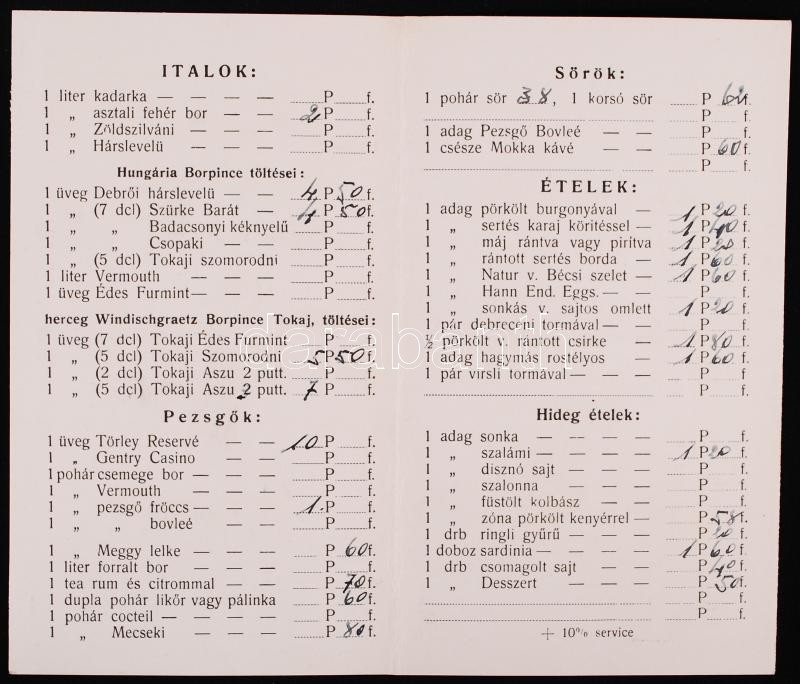 ITALOK:
1 liter kadarka — — — — P f.
1 „ asztali fehér bor — — 2 P f.
1 „ Zöldszilváni — — — P f.
1 „ Hárslevelü — — — P f.
Hungária Borpince töltései:
1 üveg Debrői hárslevelü — — 4 P 50 f.
1 „ (7 dcl) Szürke Barát — 4 P 50 f.
1 „ „ Badacsonyi kéknyelű P f.
1 „ „ Csopaki — — P f.
1 „ (5 dcl) Tokaji szomorodni P f.
1 liter Vermouth — — — — P f.
1 üveg Édes Furmint — — — P f.
herceg Windischgraetz Borpince Tokaj, töltései:
1 üveg (7 dcl) Tokaji Édes Furmint P f.
1 „ (5 dcl) Tokaji Szomorodni 5 P 50 f.
1 „ (2 dcl) Tokaji Aszu 2 putt. P f.
1 „ (5 dcl) Tokaji Aszu 2 putt. 7 P f.
Pezsgők:
1 üveg Törley Reservé — — 10 P f.
1 „ Gentry Casino — — P f.
1 pohár csemege bor — — — P f.
1 „ Vermouth — — — P f.
1 „ pezsgő fröccs — — 1 P f.
1 „ „ bovleé — — P f.
1 „ Meggy lelke — — — P 60 f.
1 liter forralt bor — — — P f.
1 tea rum és citrommal — — P 70 f.
1 dupla pohár likőr vagy pálinka P 60 f.
1 pohár cocteil — — — — P f.
1 „ Mecseki — — — P 80 f.
Sörök:
1 pohár sör 38, 1 korsó sör P 62 f.
P f.
1 adag Pezsgő Bovleé — — P f.
1 csésze Mokka kávé — — P 60 f.
P f.
ÉTELEK:
1 adag pörkölt burgonyával — 1 P 20 f.
1 „ sertés karaj köritéssel — 1 P 40 f.
1 „ máj rántva vagy piritva 1 P 20 f.
1 „ rántott sertés borda — 1 P 60 f.
1 „ Natur v. Bécsi szelet — 1 P 60 f.
1 „ Hann End. Eggs. — — P f.
1 „ sonkás v. sajtos omlett 1 P 20 f.
1 pár debreceni tormával — P f.
½ pörkölt v. rántott csirke — 1 P 80 f.
1 adag hagymás rostélyos — 1 P 60 f.
1 pár virsli tormával — — — P f.
P f.
Hideg ételek:
1 adag sonka — — — — P f.
1 „ szalámi — — — — 1 P 20 f.
1 „ disznó sajt — — — P f.
1 „ szalonna — — — P f.
1 „ füstölt kolbász — — P f.
1 „ zóna pörkölt kenyérrel — P 58 f.
1 drb ringli gyűrű — — — P 20 f.
1 doboz sardinia — — — — 1 P 60 f.
1 drb csomagolt sajt — — P 40 f.
1 „ Desszert — — — P 50 f.
P f.
P f.
+ 10% service
darabanth